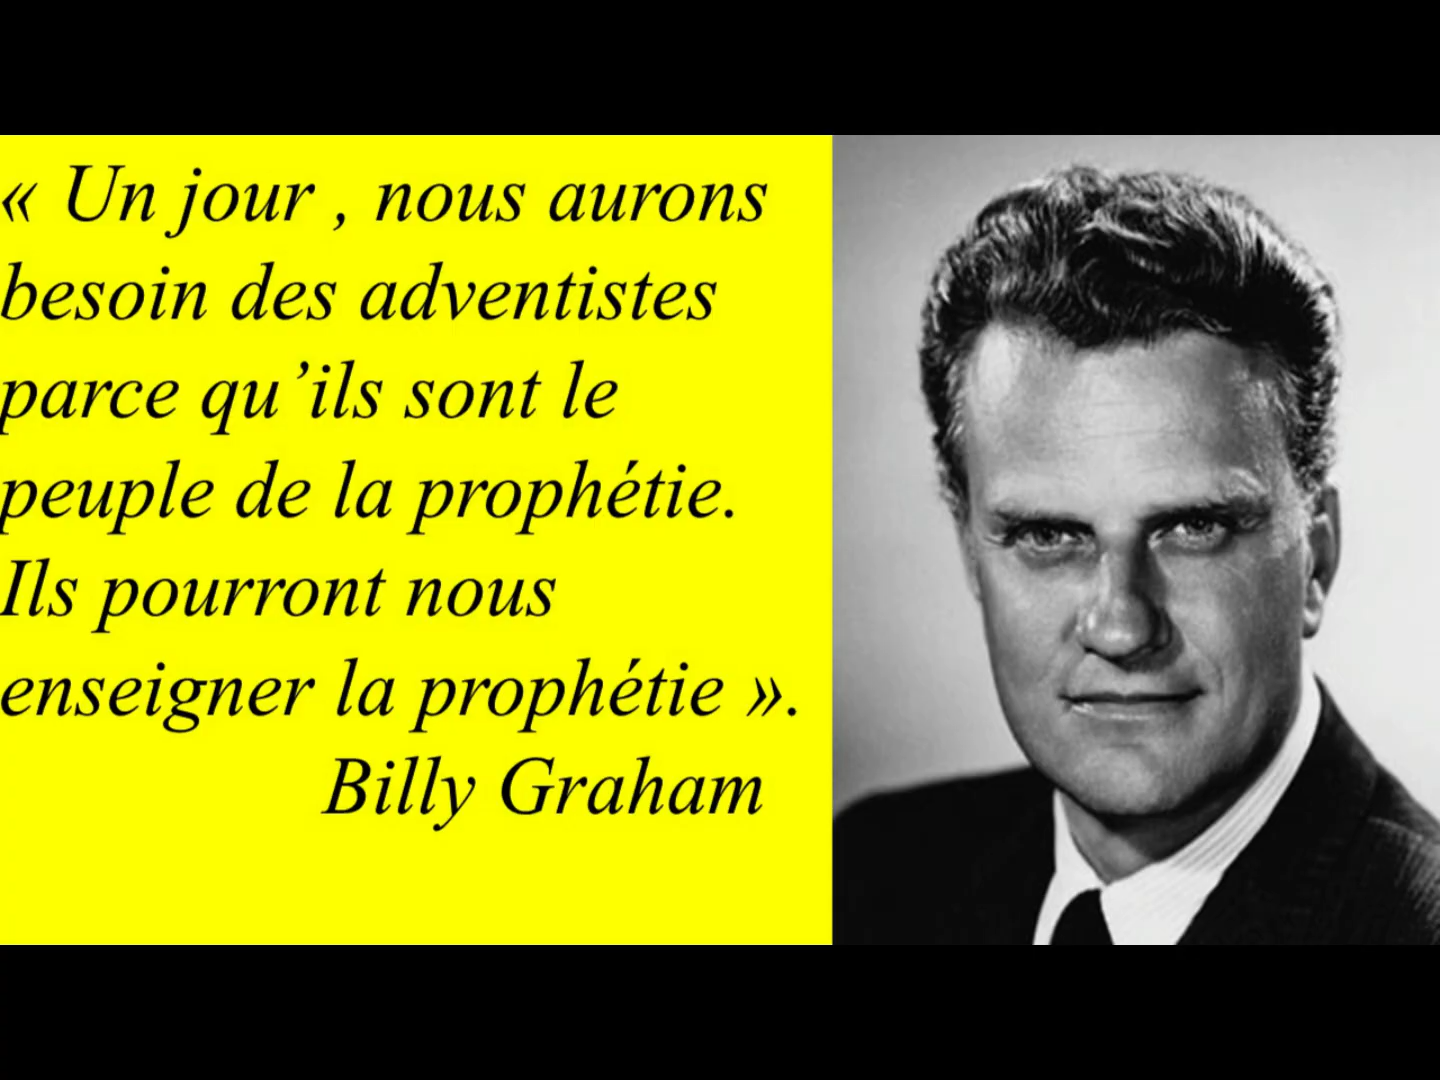 « Un jour , nous aurons
besoin des adventistes
parce qu’ils sont le
peuple de la prophétie.
Ils pourront nous
enseigner la prophétie ».
Billy Graham